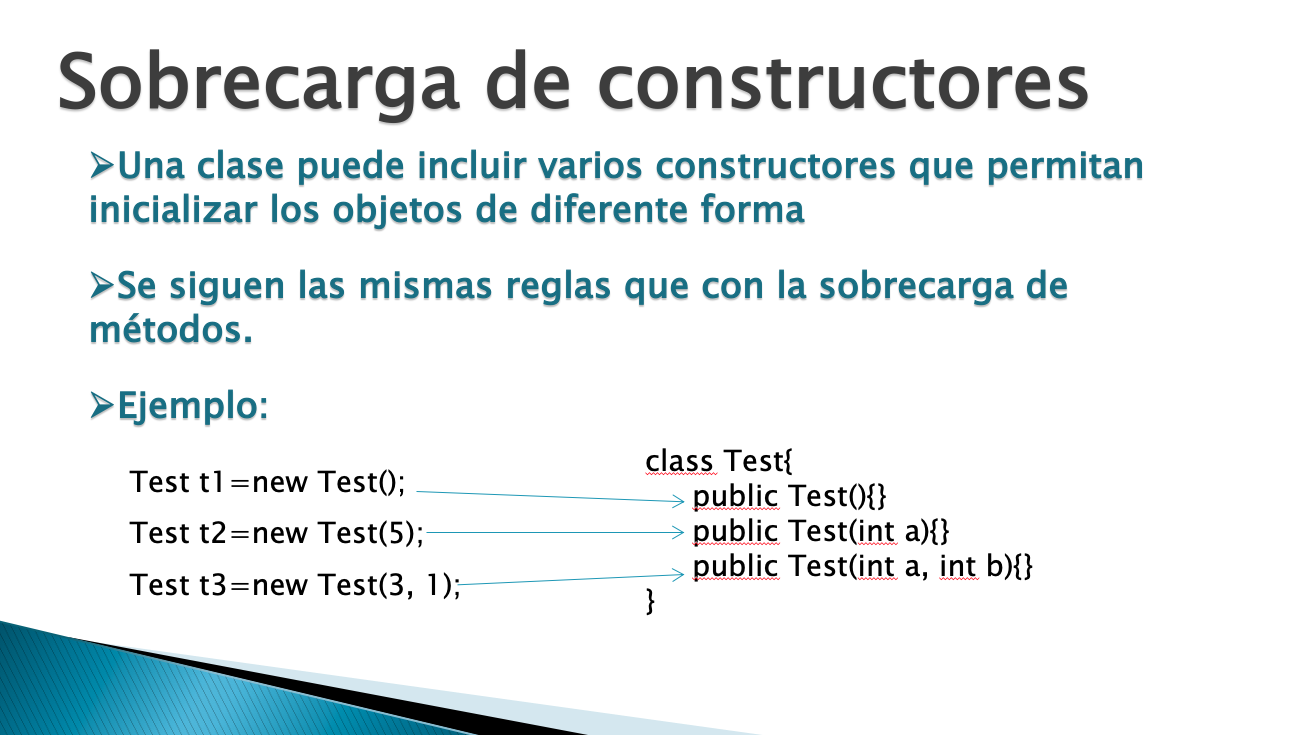 Sobrecarga de constructores
➢Una clase puede incluir varios constructores que permitan
inicializar los objetos de diferente forma
➢Se siguen las mismas reglas que con la sobrecarga de
métodos.
➢Ejemplo:
Test t1=new Test();
Test t2=new Test(5);
Test t3=new Test(3, 1);
class Test{
public Test(){}
public Test(int a){}
public Test(int a, int b){}
}